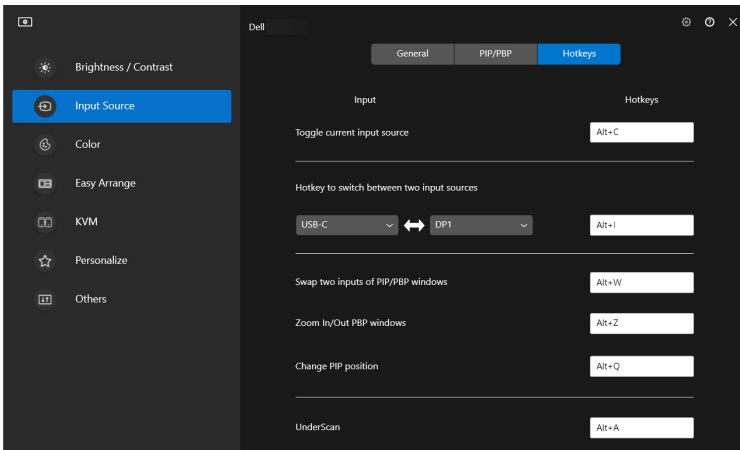 Dell
General PIP/PBP Hotkeys
Brightness / Contrast
Input Source
Color
Easy Arrange
KVM
Personalize
Others
Input Hotkeys
Toggle current input source Alt+C
Hotkey to switch between two input sources
USB-C DP1 Alt+I
Swap two inputs of PIP/PBP windows Alt+W
Zoom In/Out PBP windows Alt+Z
Change PIP position Alt+Q
UnderScan Alt+A